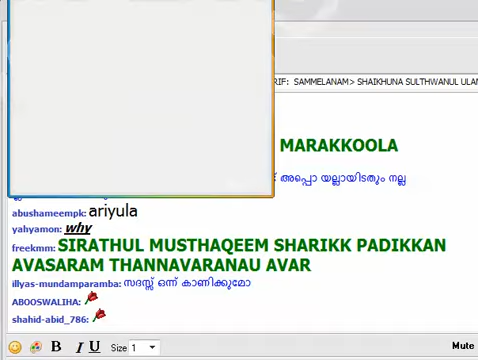 RIF: SAMMELANAM> SHAIKHUNA SULTHWANUL ULAM
MARAKKOOLA
അപ്പൊ യല്ലായിടതും നല്ല
abushameempk: ariyula
yahyamon: why
freekmm: SIRATHUL MUSTHAQEEM SHARIKK PADIKKAN
AVASARAM THANNAVARANAU AVAR
illyas-mundamparamba: സദസ്സ് ഒന്ന് കാണിക്കുമോ
ABOOSWALIHA:
shahid-abid_786:
B I U Size 1 Mute